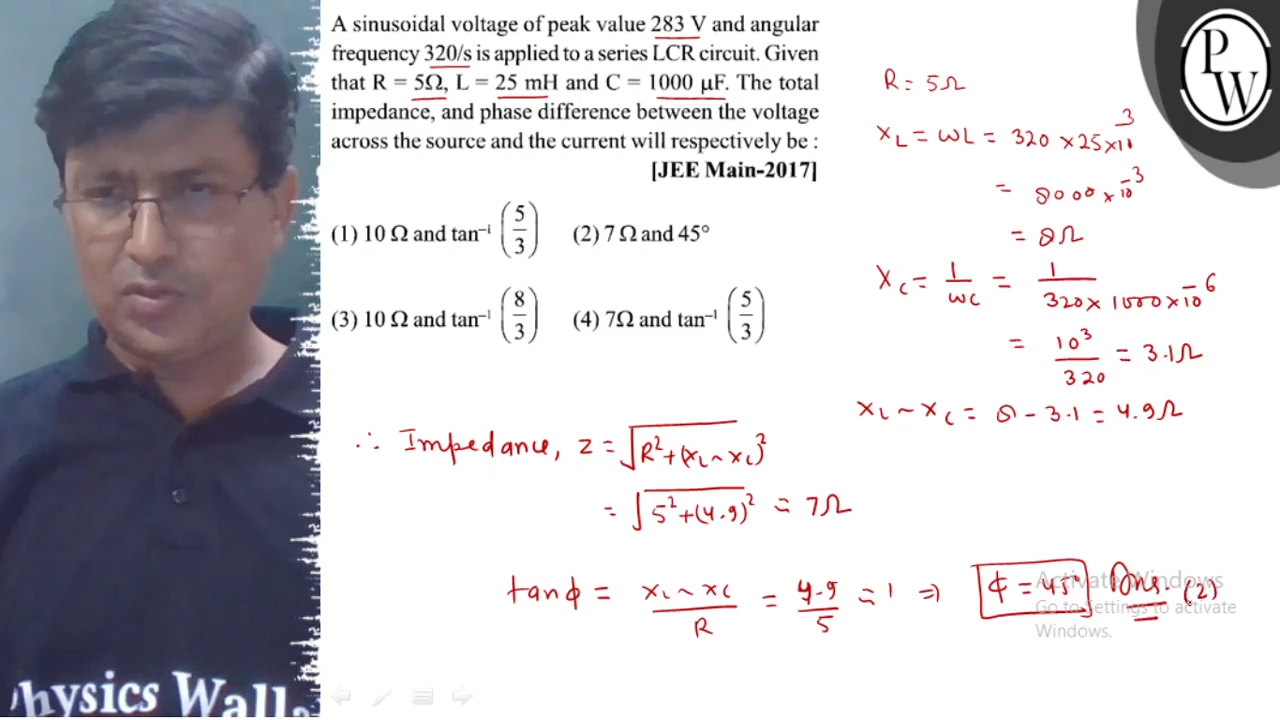 A sinusoidal voltage of peak value 283 V and angular
frequency 320/s is applied to a series LCR circuit. Given
that R = 5Ω, L = 25 mH and C = 1000 μF. The total
impedance, and phase difference between the voltage
across the source and the current will respectively be :
[JEE Main-2017]
(1) 10 Ω and tan⁻¹ (5/3) (2) 7 Ω and 45°
(3) 10 Ω and tan⁻¹ (8/3) (4) 7Ω and tan⁻¹ (5/3)
PW
R = 5Ω
X_L = ωL = 320 × 25 × 10⁻³
= 8000 × 10⁻³
= 8Ω
X_C = 1/ωC = 1/(320 × 1000 × 10⁻⁶)
= 10³/320 = 3.1Ω
X_L ~ X_C = 8 - 3.1 = 4.9Ω
∴ Impedance, Z = √(R² + (X_L ~ X_C)²)
= √(5² + (4.9)²) = 7Ω
tanϕ = (X_L ~ X_C)/R = 4.9/5 = 1 ⇒ ϕ = 45° Ans. (2)
Activate Windows
Go to Settings to activate
Windows.
Physics Walla